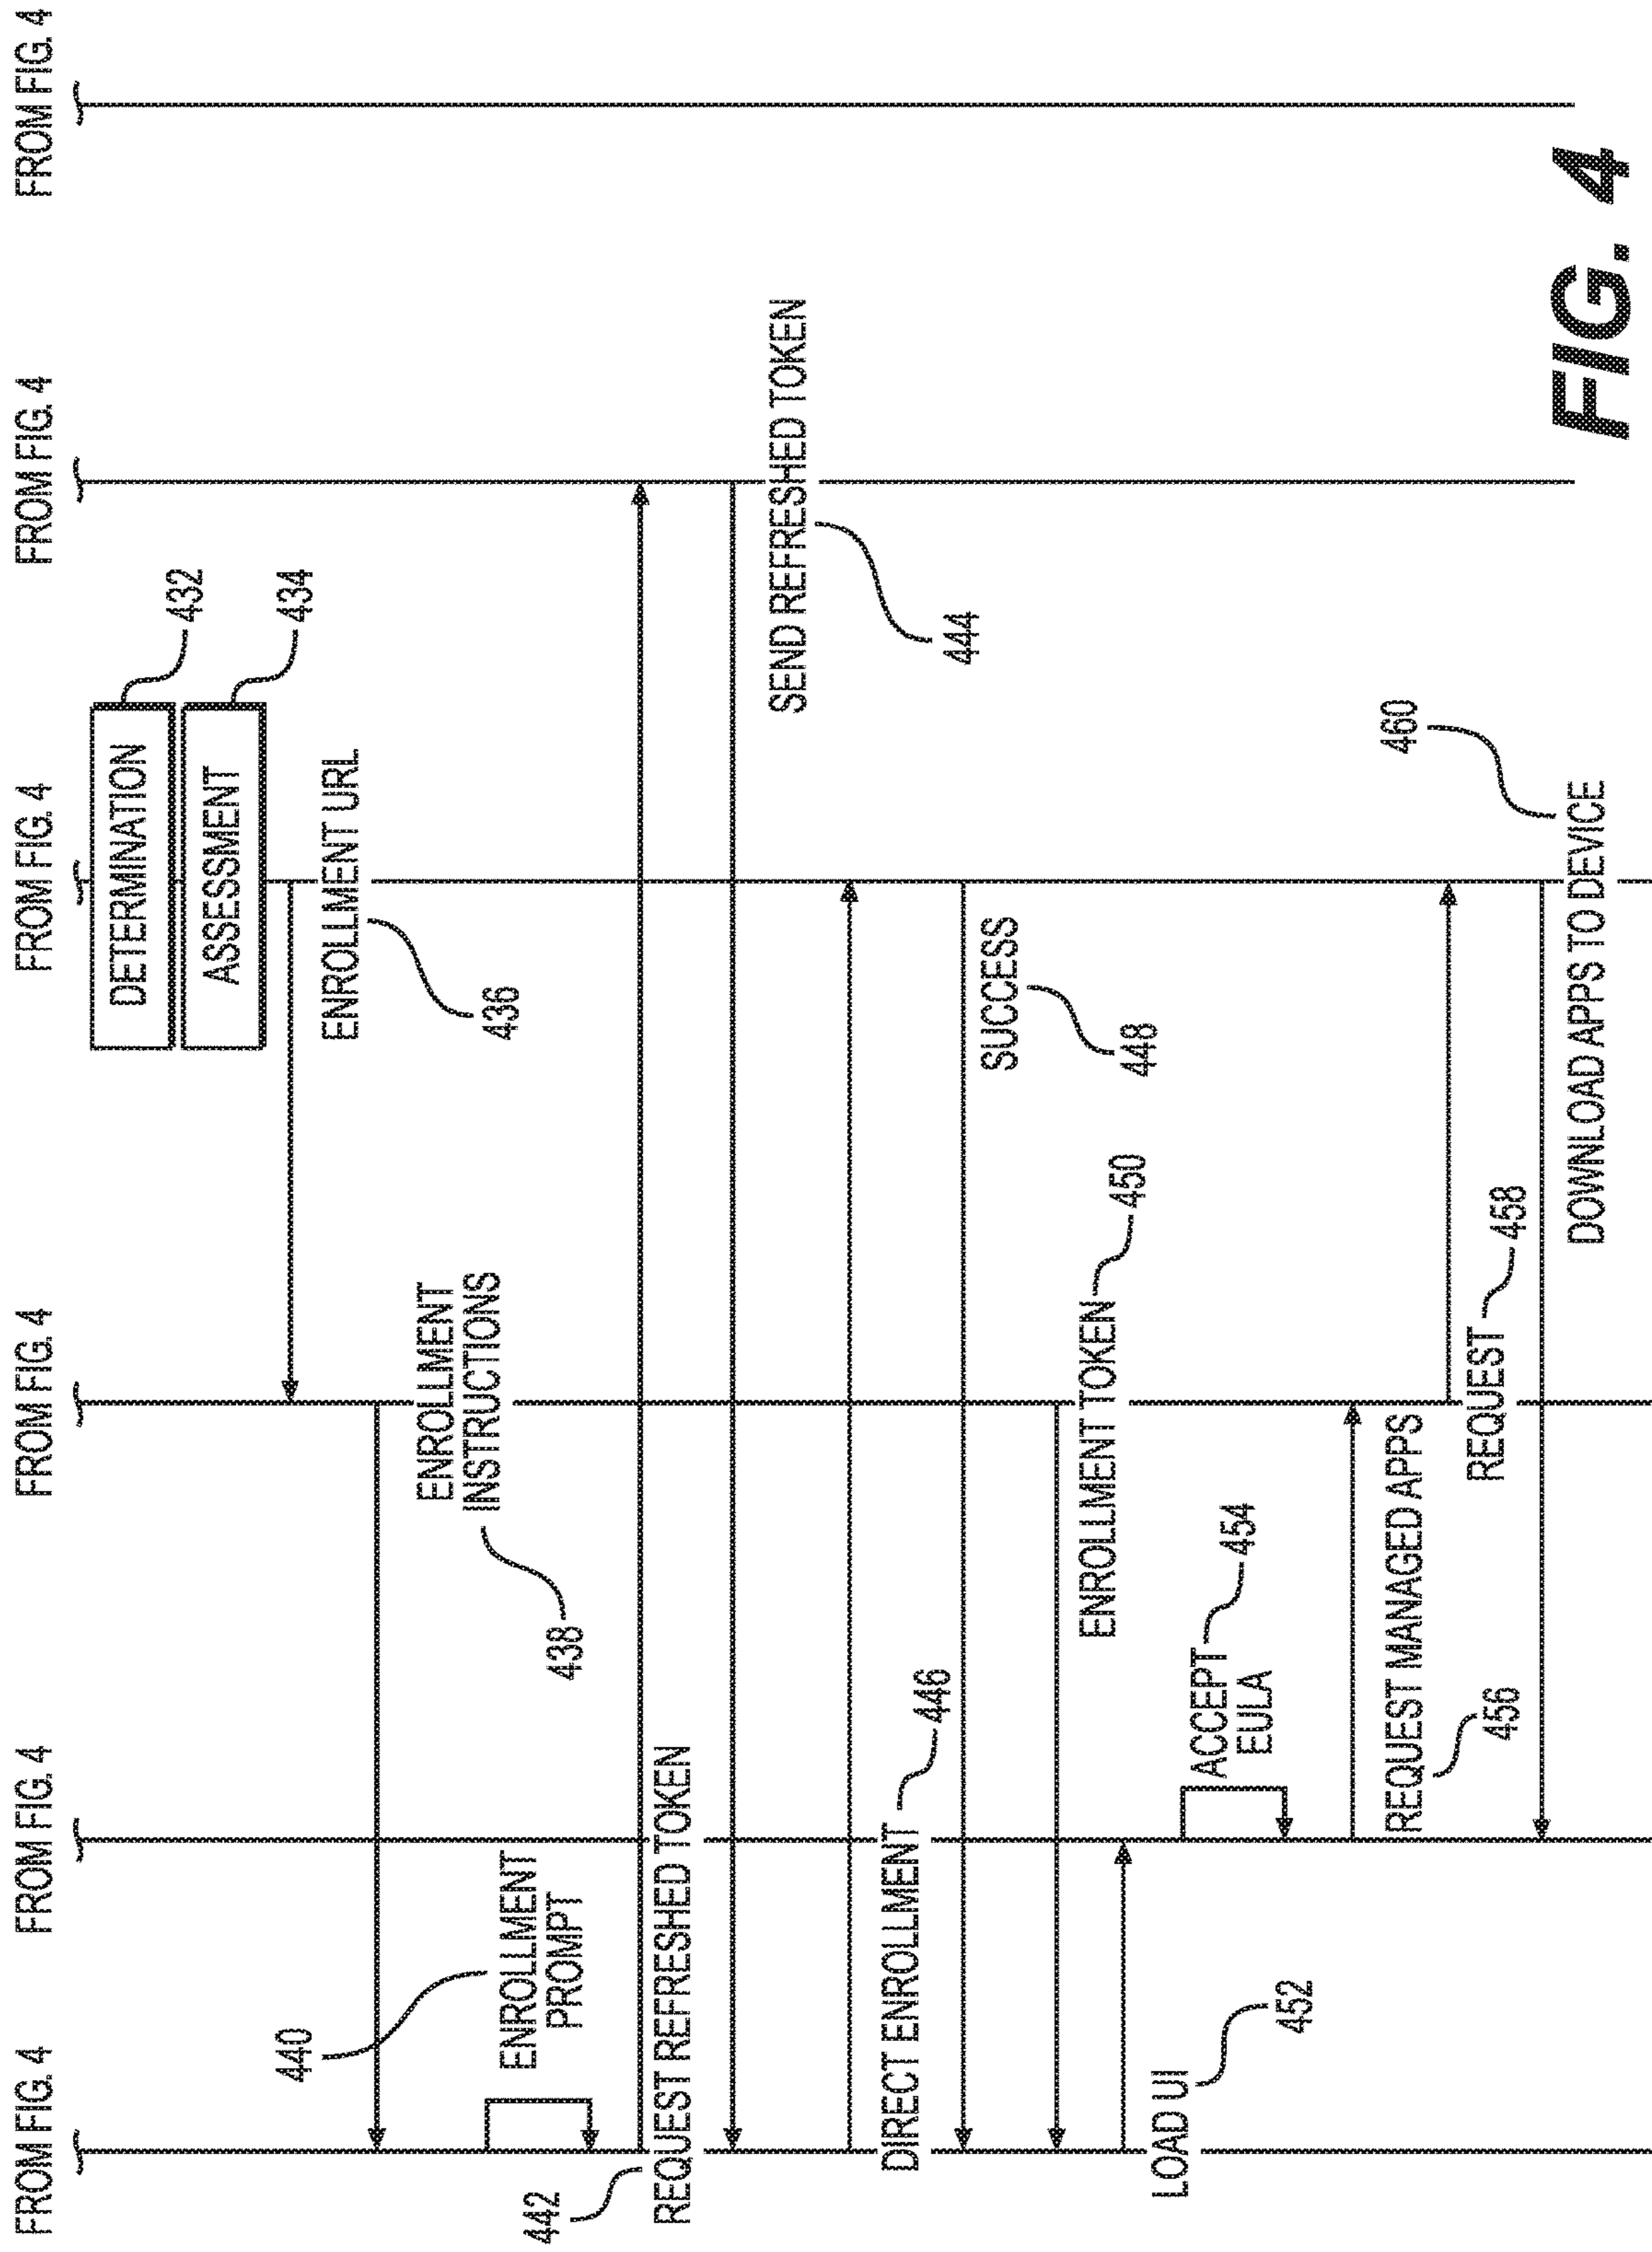 FROM FIG. 4
FROM FIG. 4
FROM FIG. 4
FROM FIG. 4
FROM FIG. 4
FROM FIG. 4
DETERMINATION
432
ASSESSMENT
434
ENROLLMENT URL
436
ENROLLMENT
INSTRUCTIONS
438
440
ENROLLMENT
PROMPT
442
REQUEST REFRESHED TOKEN
SEND REFRESHED TOKEN
444
DIRECT ENROLLMENT
446
SUCCESS
448
ENROLLMENT TOKEN
450
LOAD UI
452
ACCEPT
EULA
454
REQUEST MANAGED APPS
456
REQUEST
458
460
DOWNLOAD APPS TO DEVICE
FIG. 4